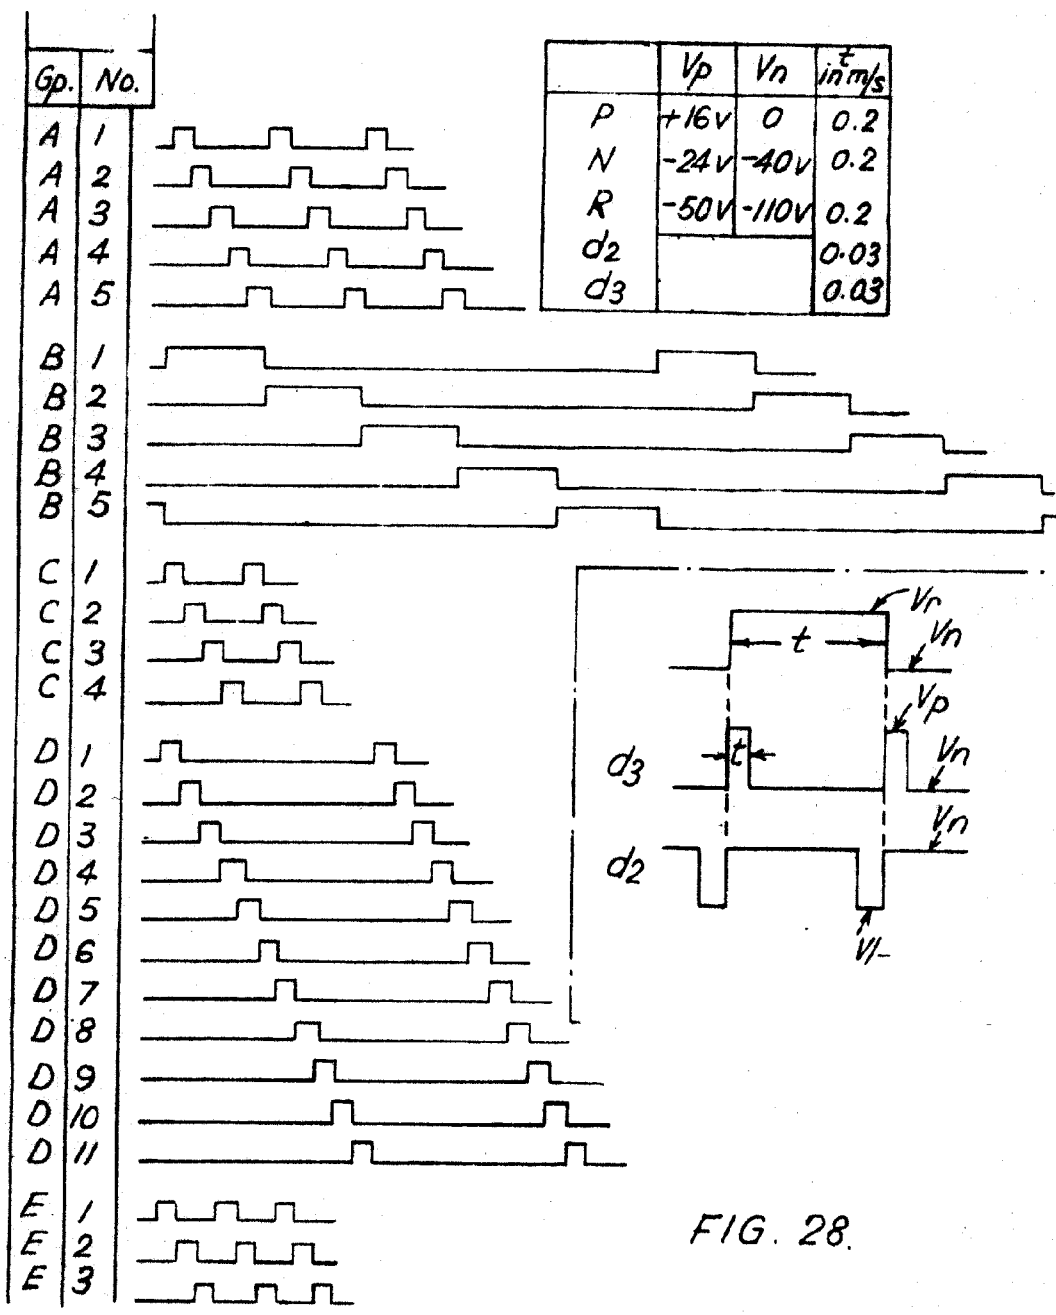 Gp. No.
A 1
A 2
A 3
A 4
A 5
B 1
B 2
B 3
B 4
B 5
C 1
C 2
C 3
C 4
D 1
D 2
D 3
D 4
D 5
D 6
D 7
D 8
D 9
D 10
D 11
E 1
E 2
E 3
Vp Vn t in m/s
P +16v 0 0.2
N -24v -40v 0.2
R -50v -110v 0.2
d2 0.03
d3 0.03
Vr
t
Vn
Vp
d3
t
Vn
Vn
d2
FIG. 28.